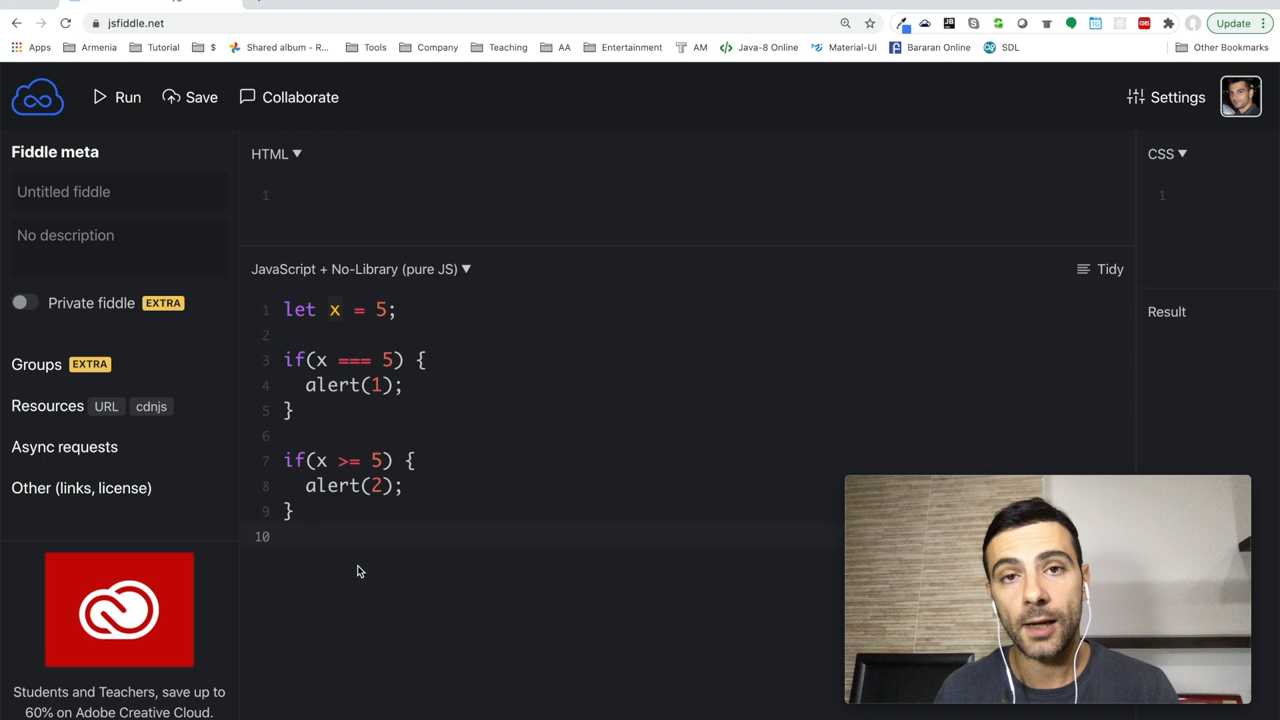 jsfiddle.net
Update
Apps Armenia Tutorial $ Shared album - R... Tools Company Teaching AA Entertainment AM Java-8 Online Material-UI Bararan Online SDL Other Bookmarks
Run Save Collaborate Settings
Fiddle meta
Untitled fiddle
No description
Private fiddle EXTRA
Groups EXTRA
Resources URL cdnjs
Async requests
Other (links, license)
Students and Teachers, save up to
60% on Adobe Creative Cloud.
HTML
1
JavaScript + No-Library (pure JS) Tidy
1 let x = 5;
2
3 if(x === 5) {
4 alert(1);
5 }
6
7 if(x >= 5) {
8 alert(2);
9 }
10
CSS
1
Result